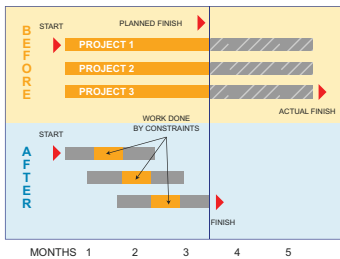 PLANNED FINISH
START
BEFORE
PROJECT 1
PROJECT 2
PROJECT 3
ACTUAL FINISH
WORK DONE
BY CONSTRAINTS
START
AFTER
FINISH
MONTHS 1 2 3 4 5